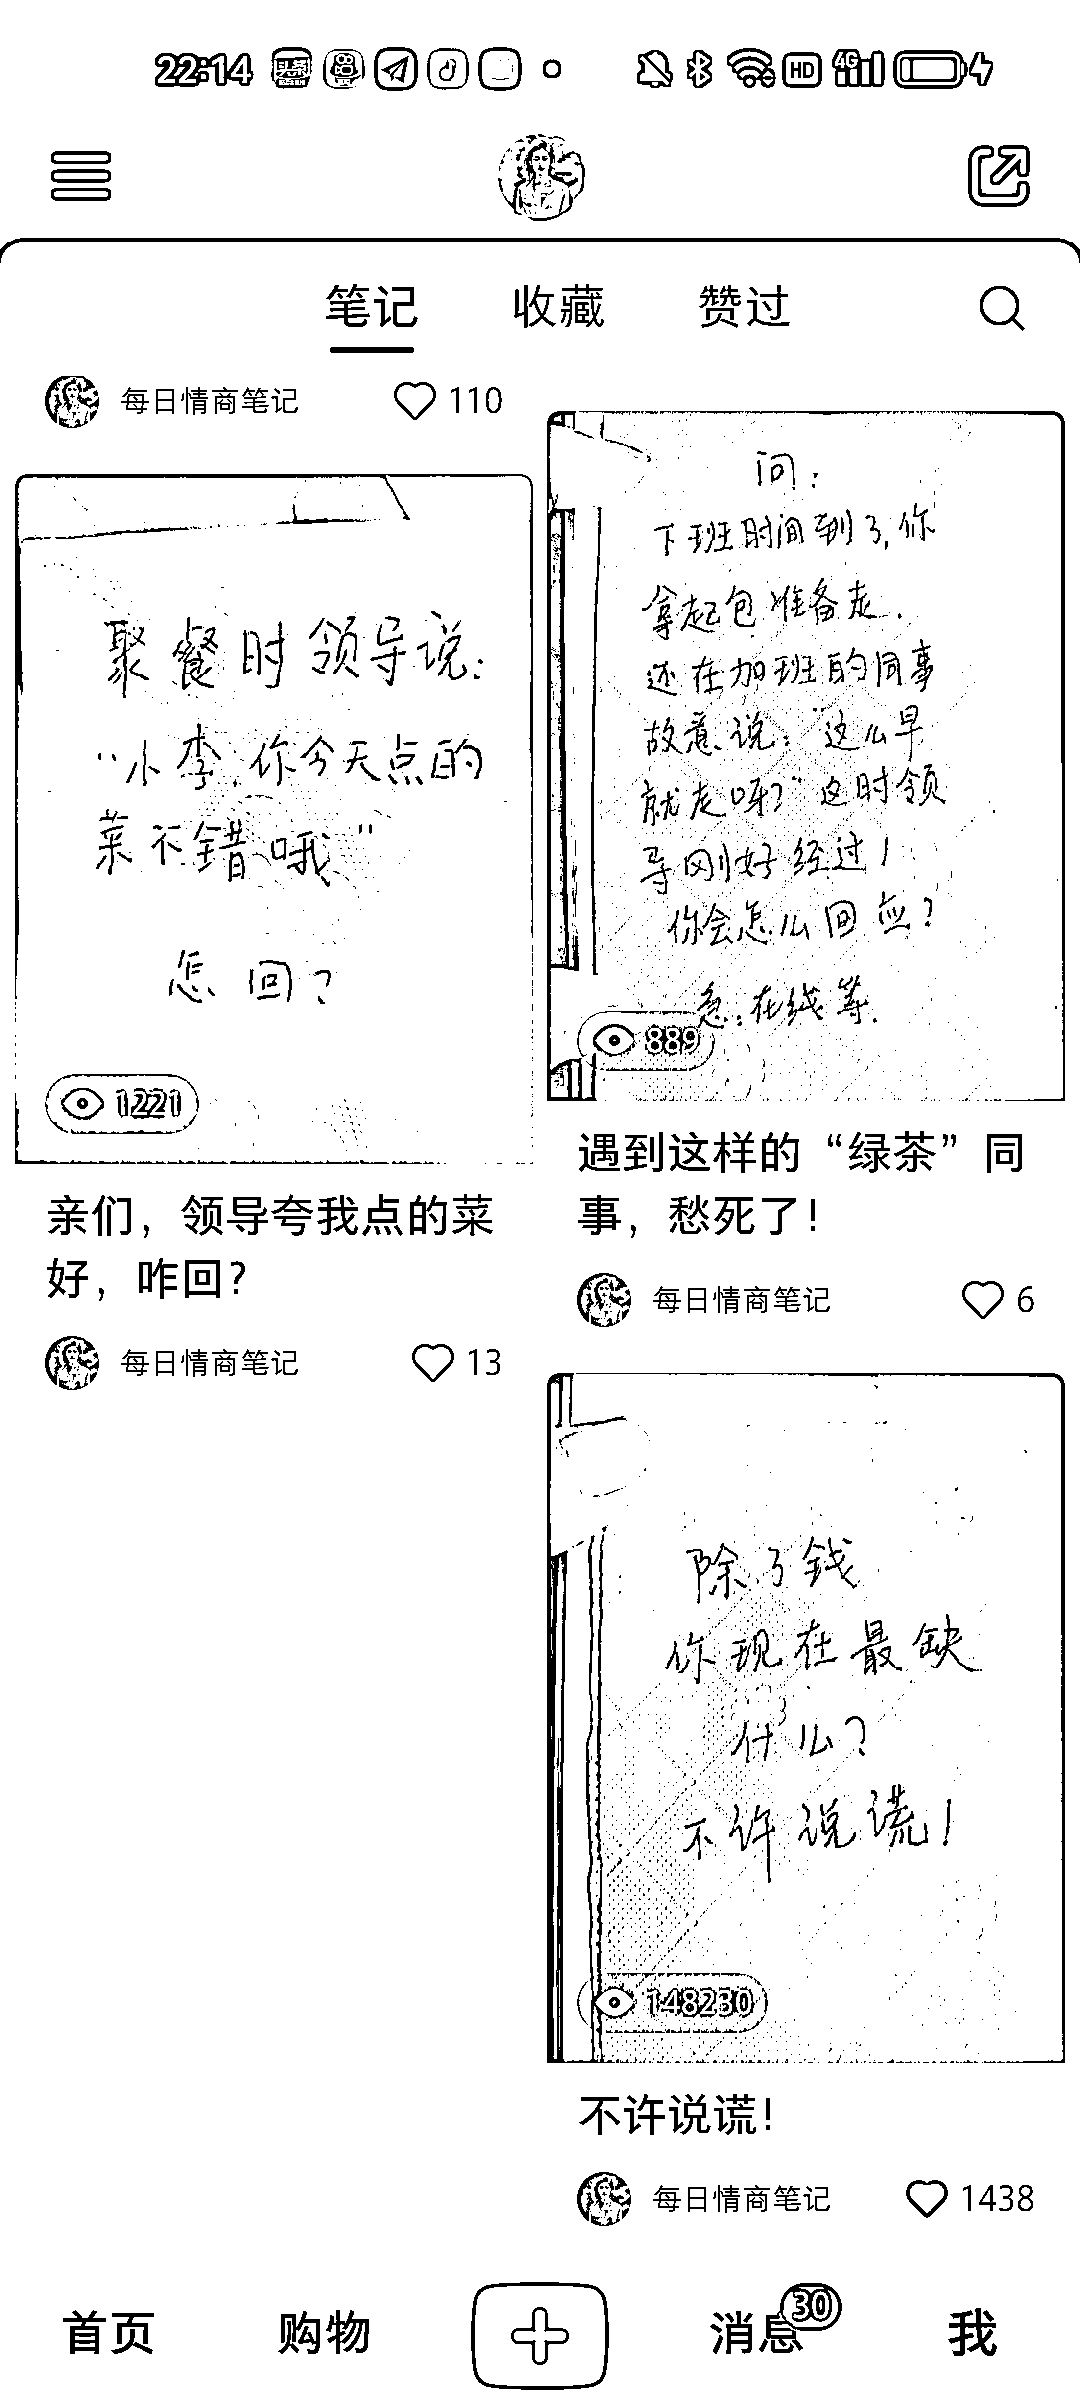 22:14
HD 4G
笔记 收藏 赞过
每日情商笔记 110
聚餐时领导说:
“小李,你今天点的
菜不错哦”
怎回?
1221
亲们，领导夸我点的菜
好，咋回？
每日情商笔记 13
问:
下班时间到了,你
拿起包准备走.
还在加班的同事
故意说:“这么早
就走呀?”这时领
导刚好经过!
你会怎么回应?
急:在线等.
889
遇到这样的“绿茶”同
事，愁死了！
每日情商笔记 6
除了钱
你现在最缺
什么?
不许说谎!
148230
不许说谎！
每日情商笔记 1438
首页 购物 消息 30 我